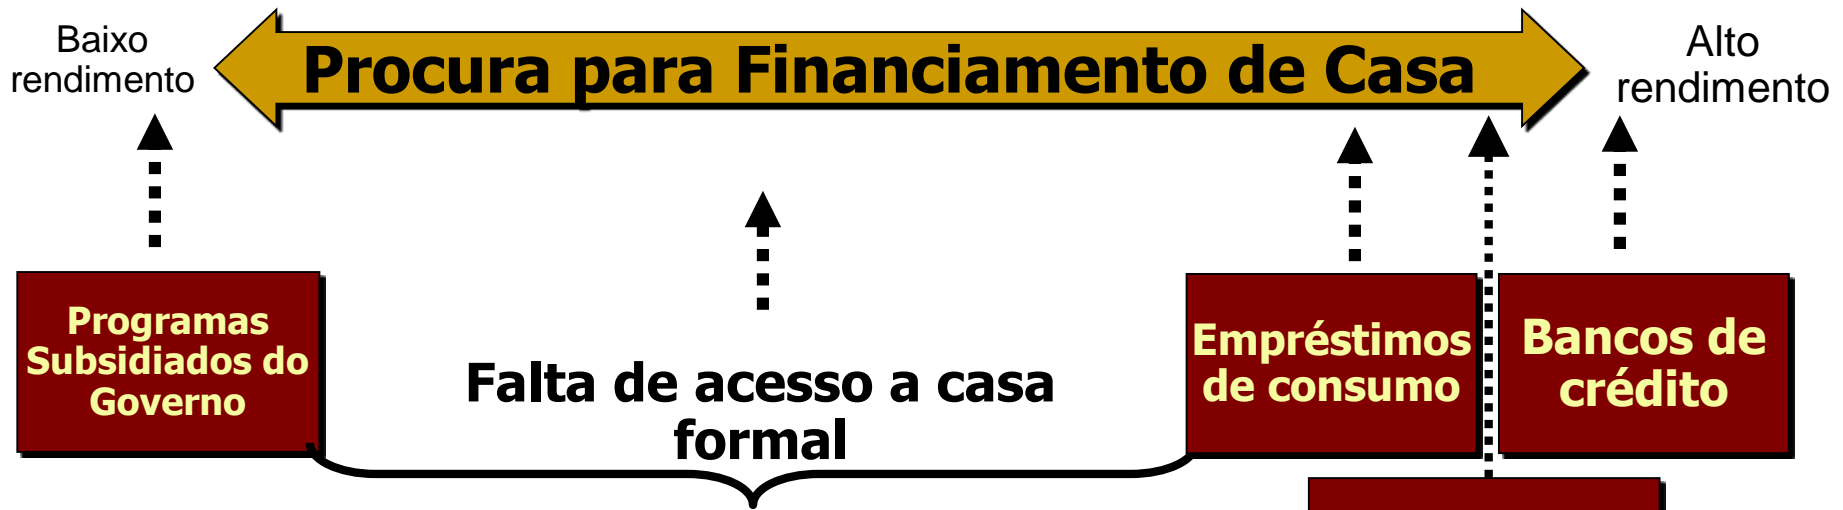 Baixo
rendimento
Procura para Financiamento de Casa
Alto
rendimento
Programas
Subsidiados do
Governo
Falta de acesso a casa
formal
Empréstimos
de consumo
Bancos de
crédito